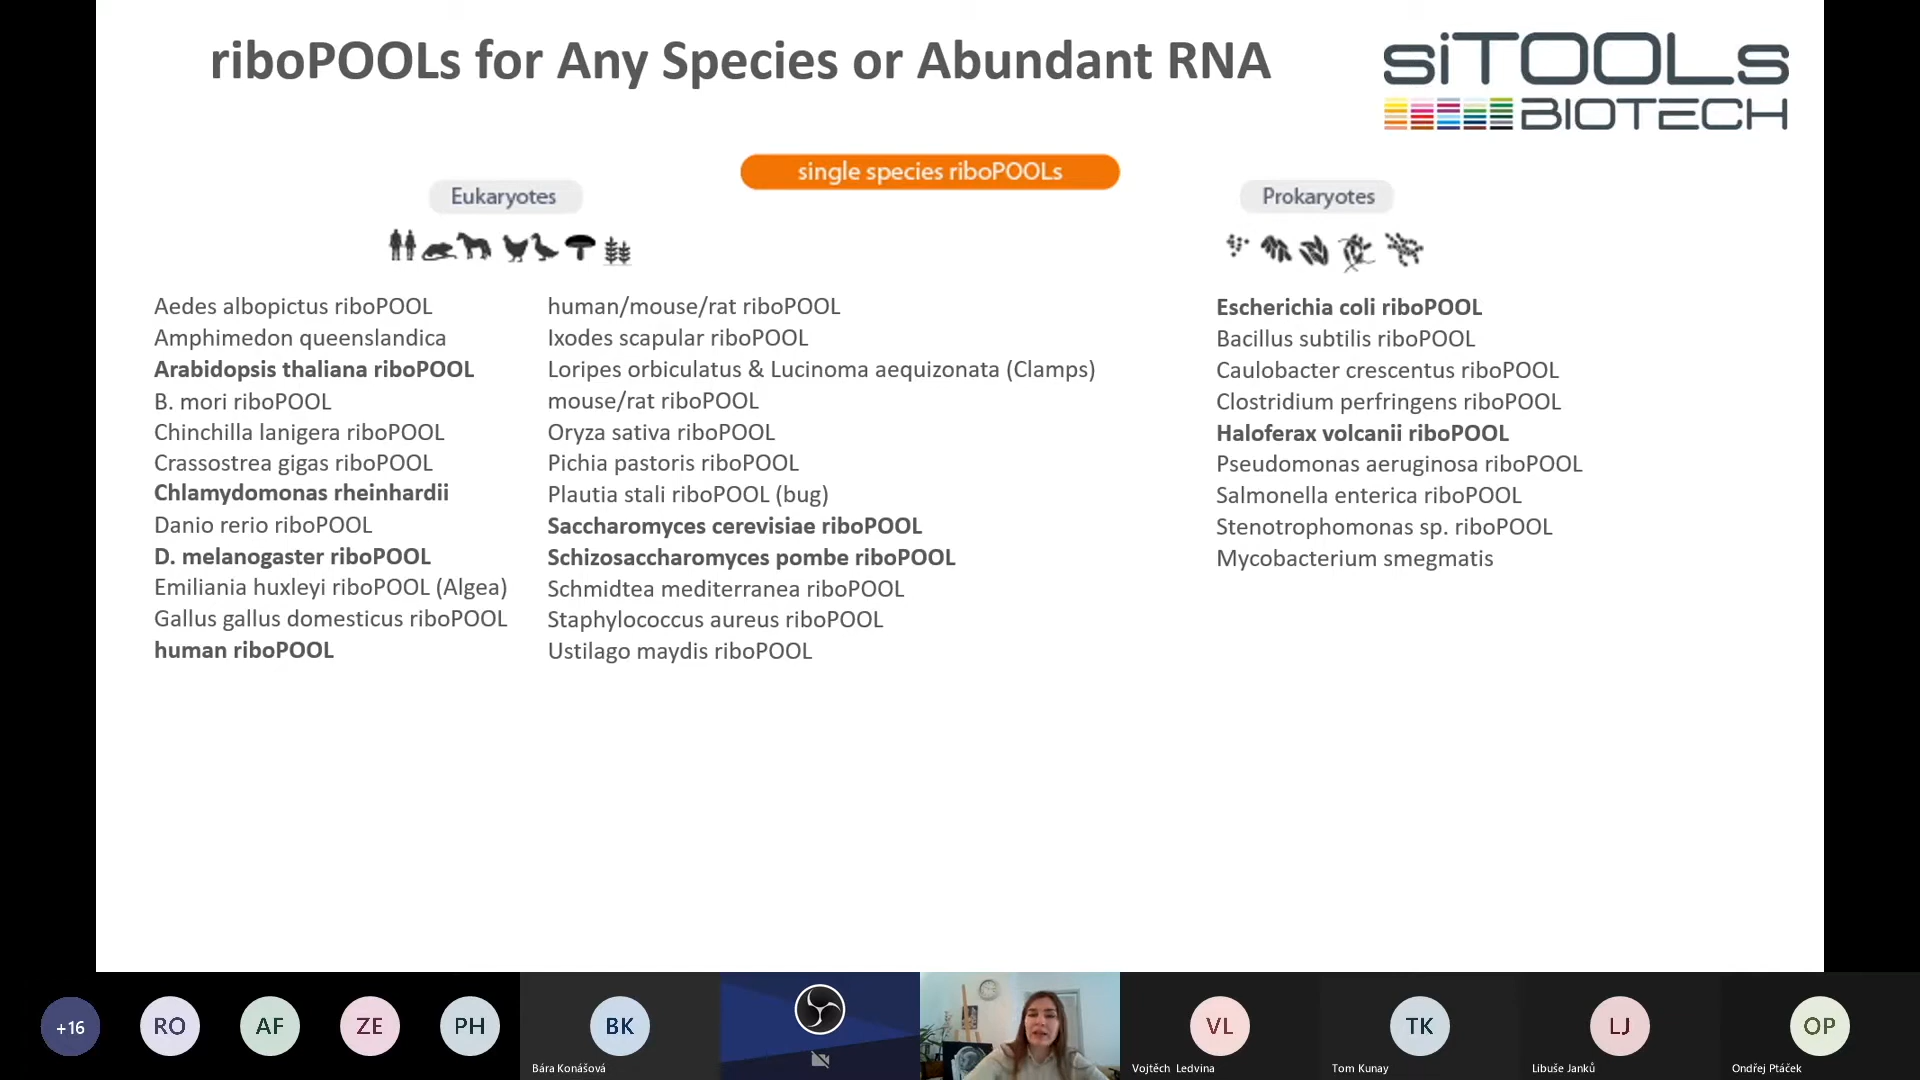 riboPOOLs for Any Species or Abundant RNA
siTOOLs
BIOTECH
single species riboPOOLs
Eukaryotes
Prokaryotes
Aedes albopictus riboPOOL
Amphimedon queenslandica
Arabidopsis thaliana riboPOOL
B. mori riboPOOL
Chinchilla lanigera riboPOOL
Crassostrea gigas riboPOOL
Chlamydomonas rheinhardii
Danio rerio riboPOOL
D. melanogaster riboPOOL
Emiliania huxleyi riboPOOL (Algea)
Gallus gallus domesticus riboPOOL
human riboPOOL
human/mouse/rat riboPOOL
Ixodes scapular riboPOOL
Loripes orbiculatus & Lucinoma aequizonata (Clamps)
mouse/rat riboPOOL
Oryza sativa riboPOOL
Pichia pastoris riboPOOL
Plautia stali riboPOOL (bug)
Saccharomyces cerevisiae riboPOOL
Schizosaccharomyces pombe riboPOOL
Schmidtea mediterranea riboPOOL
Staphylococcus aureus riboPOOL
Ustilago maydis riboPOOL
Escherichia coli riboPOOL
Bacillus subtilis riboPOOL
Caulobacter crescentus riboPOOL
Clostridium perfringens riboPOOL
Haloferax volcanii riboPOOL
Pseudomonas aeruginosa riboPOOL
Salmonella enterica riboPOOL
Stenotrophomonas sp. riboPOOL
Mycobacterium smegmatis
+16
RO
AF
ZE
PH
BK
VL
TK
LJ
OP
Bára Konášová
Vojtěch Ledvina
Tom Kunay
Libuše Janků
Ondřej Ptáček